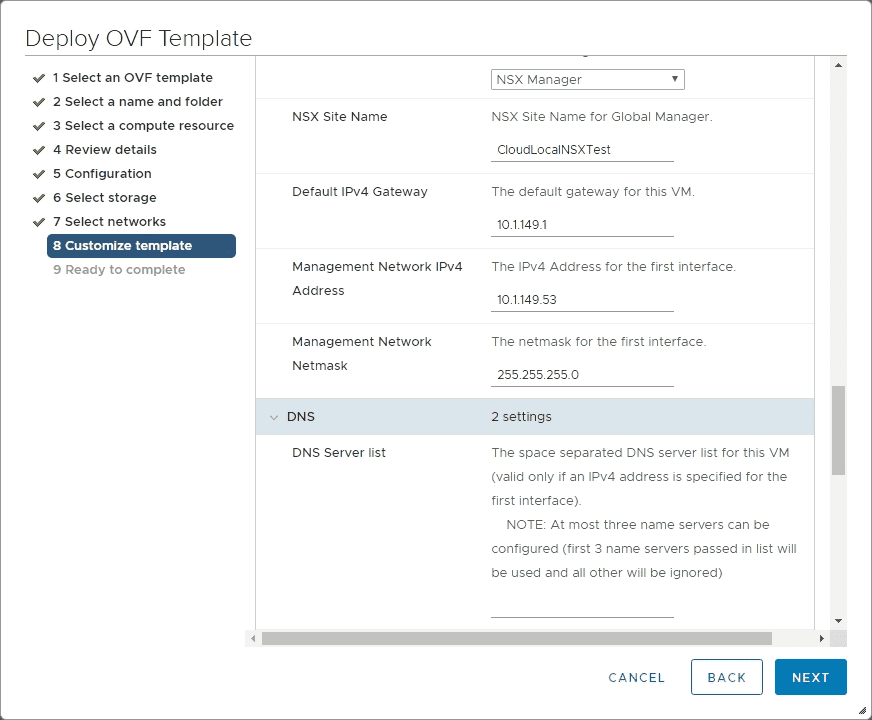 Deploy OVF Template
1 Select an OVF template
2 Select a name and folder
3 Select a compute resource
4 Review details
5 Configuration
6 Select storage
7 Select networks
8 Customize template
9 Ready to complete
NSX Manager
NSX Site Name
NSX Site Name for Global Manager.
CloudLocalNSXTest
Default IPv4 Gateway
The default gateway for this VM.
10.1.149.1
Management Network IPv4
Address
The IPv4 Address for the first interface.
10.1.149.53
Management Network
Netmask
The netmask for the first interface.
255.255.255.0
DNS
2 settings
DNS Server list
The space separated DNS server list for this VM
(valid only if an IPv4 address is specified for the
first interface).
NOTE: At most three name servers can be
configured (first 3 name servers passed in list will
be used and all other will be ignored)
CANCEL
BACK
NEXT